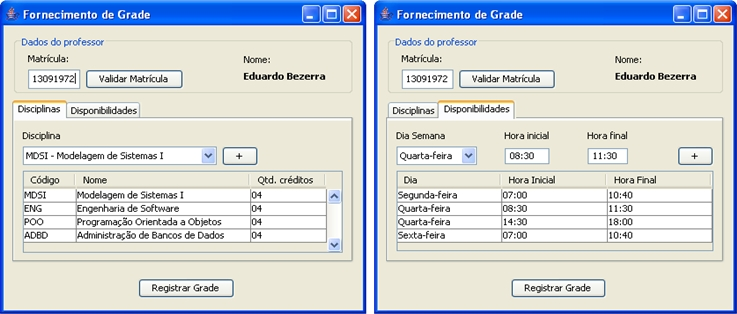 Fornecimento de Grade
Dados do professor
Matrícula: Nome:
13091972 Validar Matrícula Eduardo Bezerra
Disciplinas Disponibilidades
Disciplina
MDSI - Modelagem de Sistemas I +
Código Nome Qtd. créditos
MDSI Modelagem de Sistemas I 04
ENG Engenharia de Software 04
POO Programação Orientada a Objetos 04
ADBD Administração de Bancos de Dados 04
Registrar Grade
Fornecimento de Grade
Dados do professor
Matrícula: Nome:
13091972 Validar Matrícula Eduardo Bezerra
Disciplinas Disponibilidades
Dia Semana Hora inicial Hora final
Quarta-feira 08:30 11:30 +
Dia Hora Inicial Hora Final
Segunda-feira 07:00 10:40
Quarta-feira 08:30 11:30
Quarta-feira 14:30 18:00
Sexta-feira 07:00 10:40
Registrar Grade